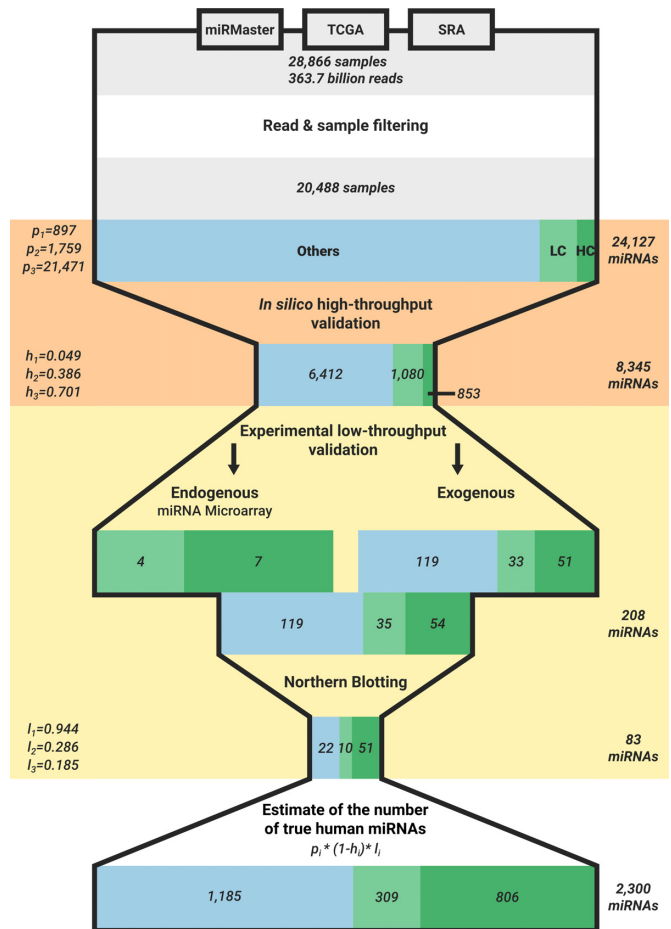 miRMaster TCGA SRA
28,866 samples
363.7 billion reads
Read & sample filtering
20,488 samples
p₁=897
p₂=1,759
p₃=21,471
Others LC HC
24,127
miRNAs
In silico high-throughput
validation
h₁=0.049
h₂=0.386
h₃=0.701
6,412 1,080
853
8,345
miRNAs
Experimental low-throughput
validation
Endogenous
miRNA Microarray
Exogenous
4 7 119 33 51
119 35 54
208
miRNAs
Northern Blotting
l₁=0.944
l₂=0.286
l₃=0.185
22 10 51
83
miRNAs
Estimate of the number
of true human miRNAs
pᵢ * (1-hᵢ)* lᵢ
1,185 309 806
2,300
miRNAs